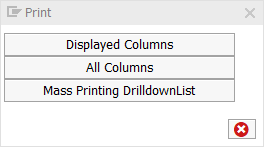 Print
Displayed Columns
All Columns
Mass Printing DrilldownList